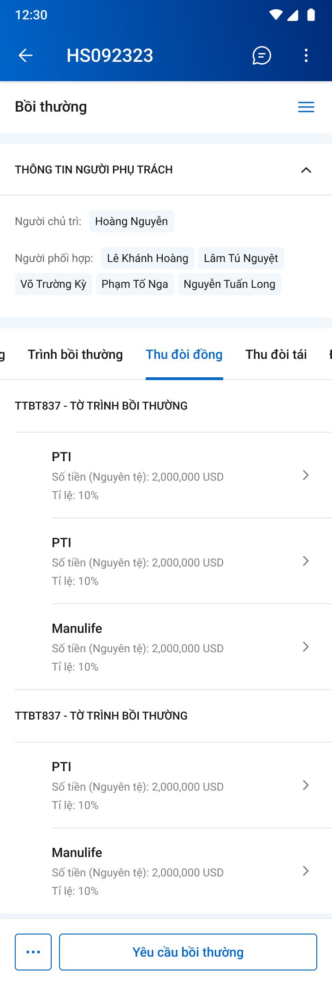 12:30
HS092323
Bồi thường
THÔNG TIN NGƯỜI PHỤ TRÁCH
Người chủ trì: Hoàng Nguyễn
Người phối hợp: Lê Khánh Hoàng Lâm Tú Nguyệt
Võ Trường Kỳ Phạm Tố Nga Nguyễn Tuấn Long
g Trình bồi thường Thu đòi đồng Thu đòi tái
TTBT837 - TỜ TRÌNH BỒI THƯỜNG
PTI
Số tiền (Nguyên tệ): 2,000,000 USD
Tỉ lệ: 10%
PTI
Số tiền (Nguyên tệ): 2,000,000 USD
Tỉ lệ: 10%
Manulife
Số tiền (Nguyên tệ): 2,000,000 USD
Tỉ lệ: 10%
TTBT837 - TỜ TRÌNH BỒI THƯỜNG
PTI
Số tiền (Nguyên tệ): 2,000,000 USD
Tỉ lệ: 10%
Manulife
Số tiền (Nguyên tệ): 2,000,000 USD
Tỉ lệ: 10%
Yêu cầu bồi thường